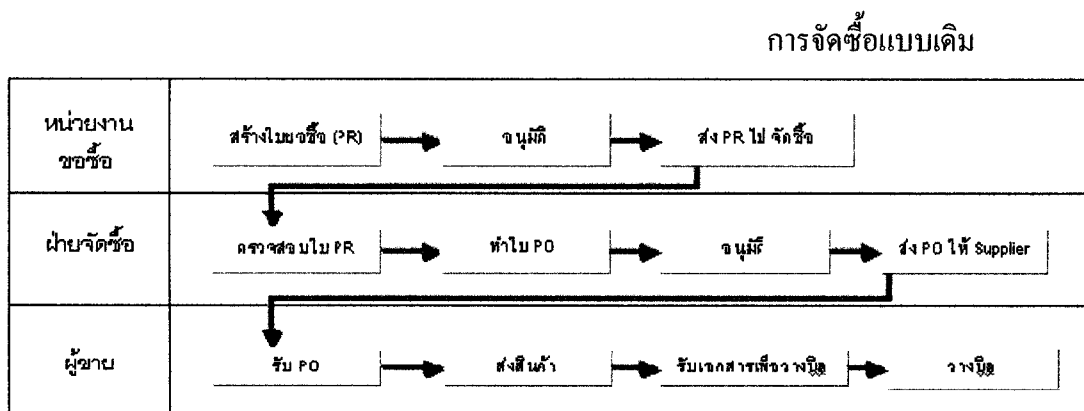 การจัดซื้อแบบเดิม
หน่วยงาน
ขอซื้อ
สร้างใบขอซื้อ (PR)
อนุมัติ
ส่ง PR ไป จัดซื้อ
ฝ่ายจัดซื้อ
ตรวจสอบใบ PR
ทำใบ PO
อนุมัติ
ส่ง PO ให้ Supplier
ผู้ขาย
รับ PO
ส่งสินค้า
รับเอกสารเพื่อวางบิล
วางบิล